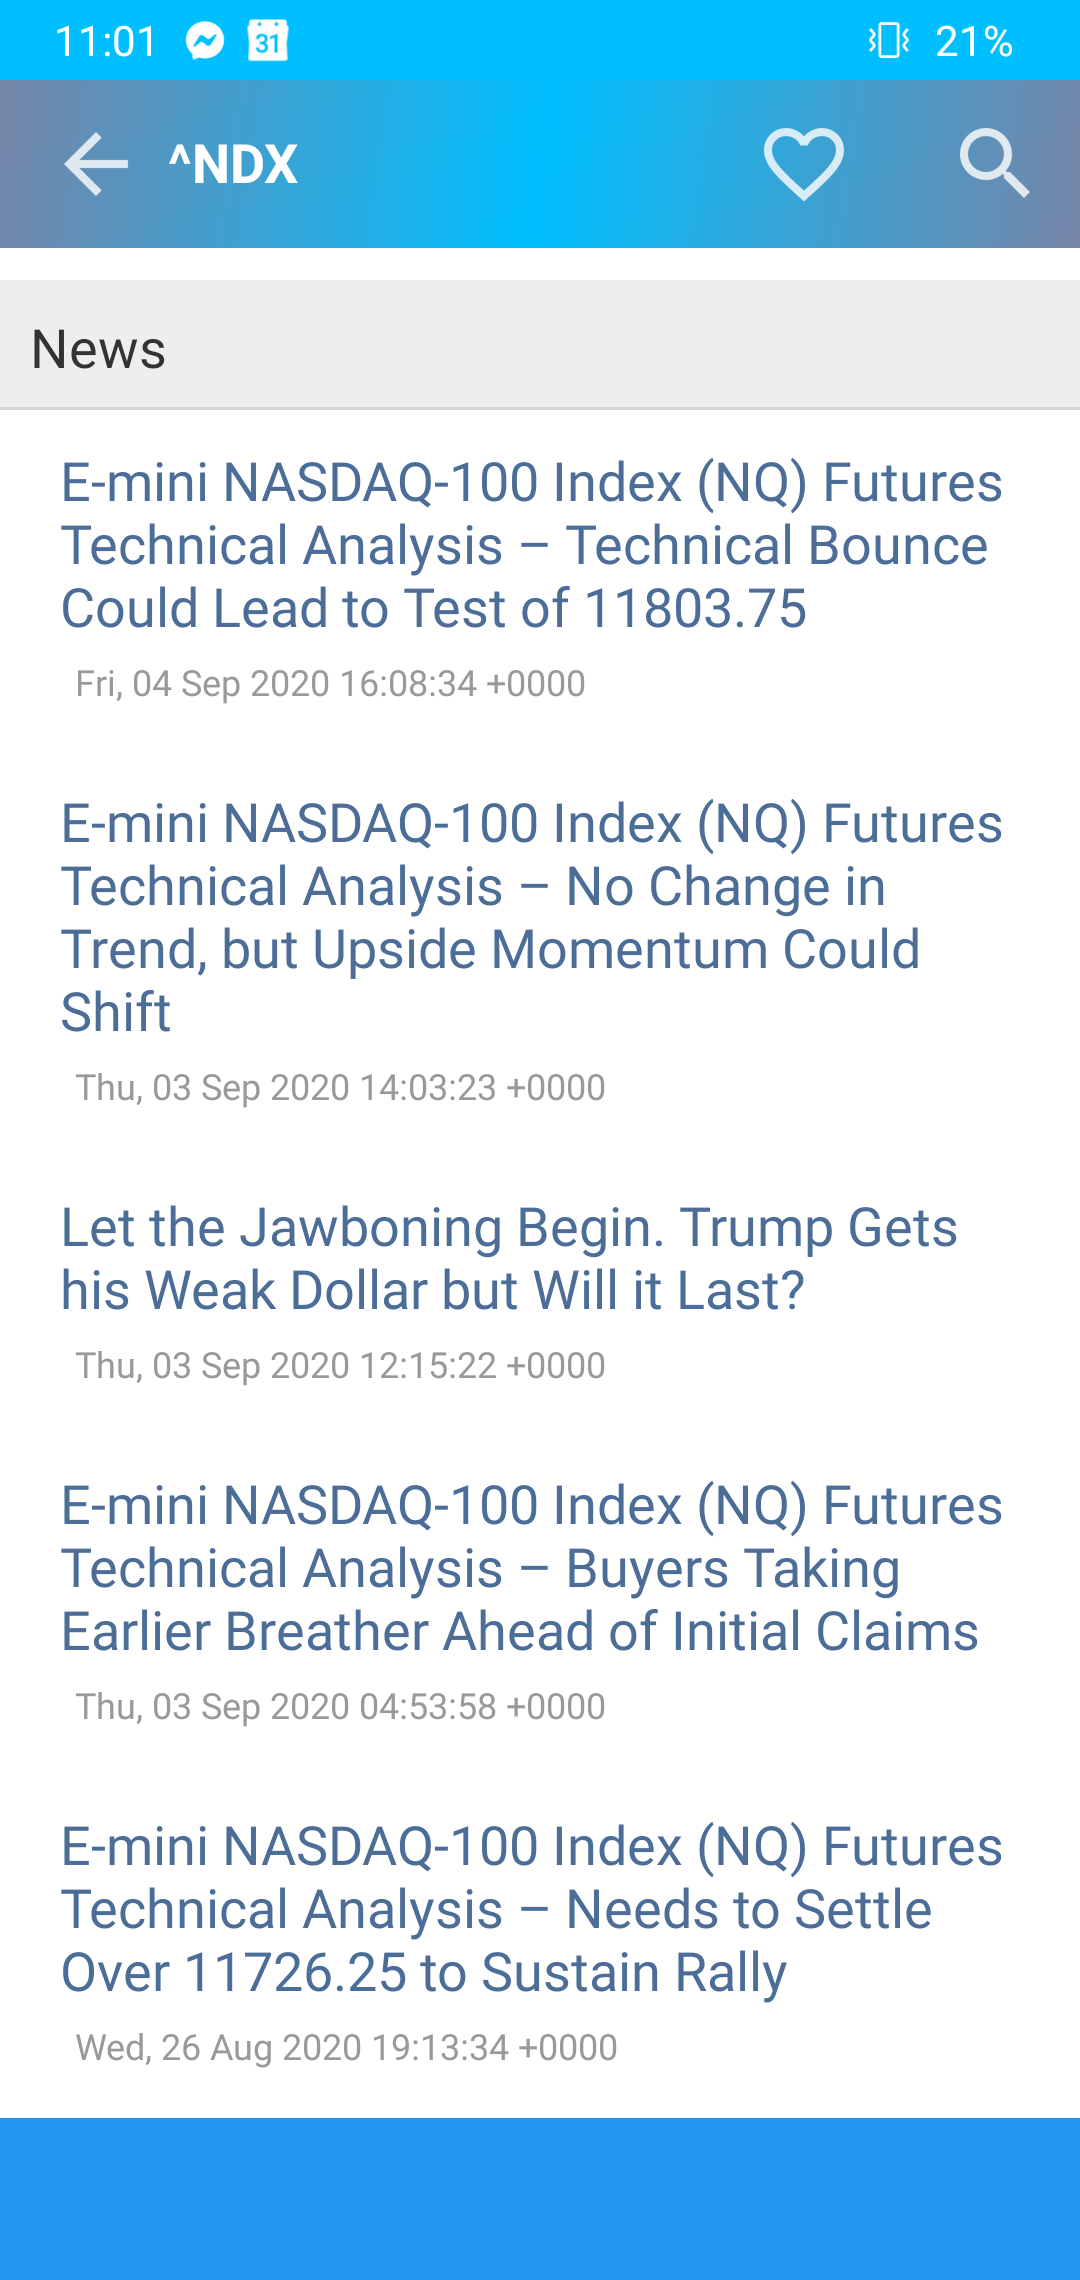 11:01 31 21%
^NDX
News
E-mini NASDAQ-100 Index (NQ) Futures
Technical Analysis – Technical Bounce
Could Lead to Test of 11803.75
Fri, 04 Sep 2020 16:08:34 +0000
E-mini NASDAQ-100 Index (NQ) Futures
Technical Analysis – No Change in
Trend, but Upside Momentum Could
Shift
Thu, 03 Sep 2020 14:03:23 +0000
Let the Jawboning Begin. Trump Gets
his Weak Dollar but Will it Last?
Thu, 03 Sep 2020 12:15:22 +0000
E-mini NASDAQ-100 Index (NQ) Futures
Technical Analysis – Buyers Taking
Earlier Breather Ahead of Initial Claims
Thu, 03 Sep 2020 04:53:58 +0000
E-mini NASDAQ-100 Index (NQ) Futures
Technical Analysis – Needs to Settle
Over 11726.25 to Sustain Rally
Wed, 26 Aug 2020 19:13:34 +0000